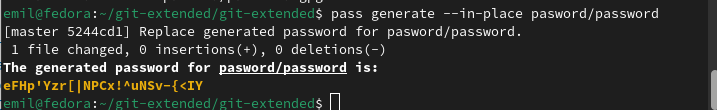 emil@fedora:~/git-extended/git-extended$ pass generate --in-place pasword/password
[master 5244cd1] Replace generated password for pasword/password.
 1 file changed, 0 insertions(+), 0 deletions(-)
The generated password for pasword/password is:
eFHp'Yzr[|NPCx!^uNSv-{<IY
emil@fedora:~/git-extended/git-extended$